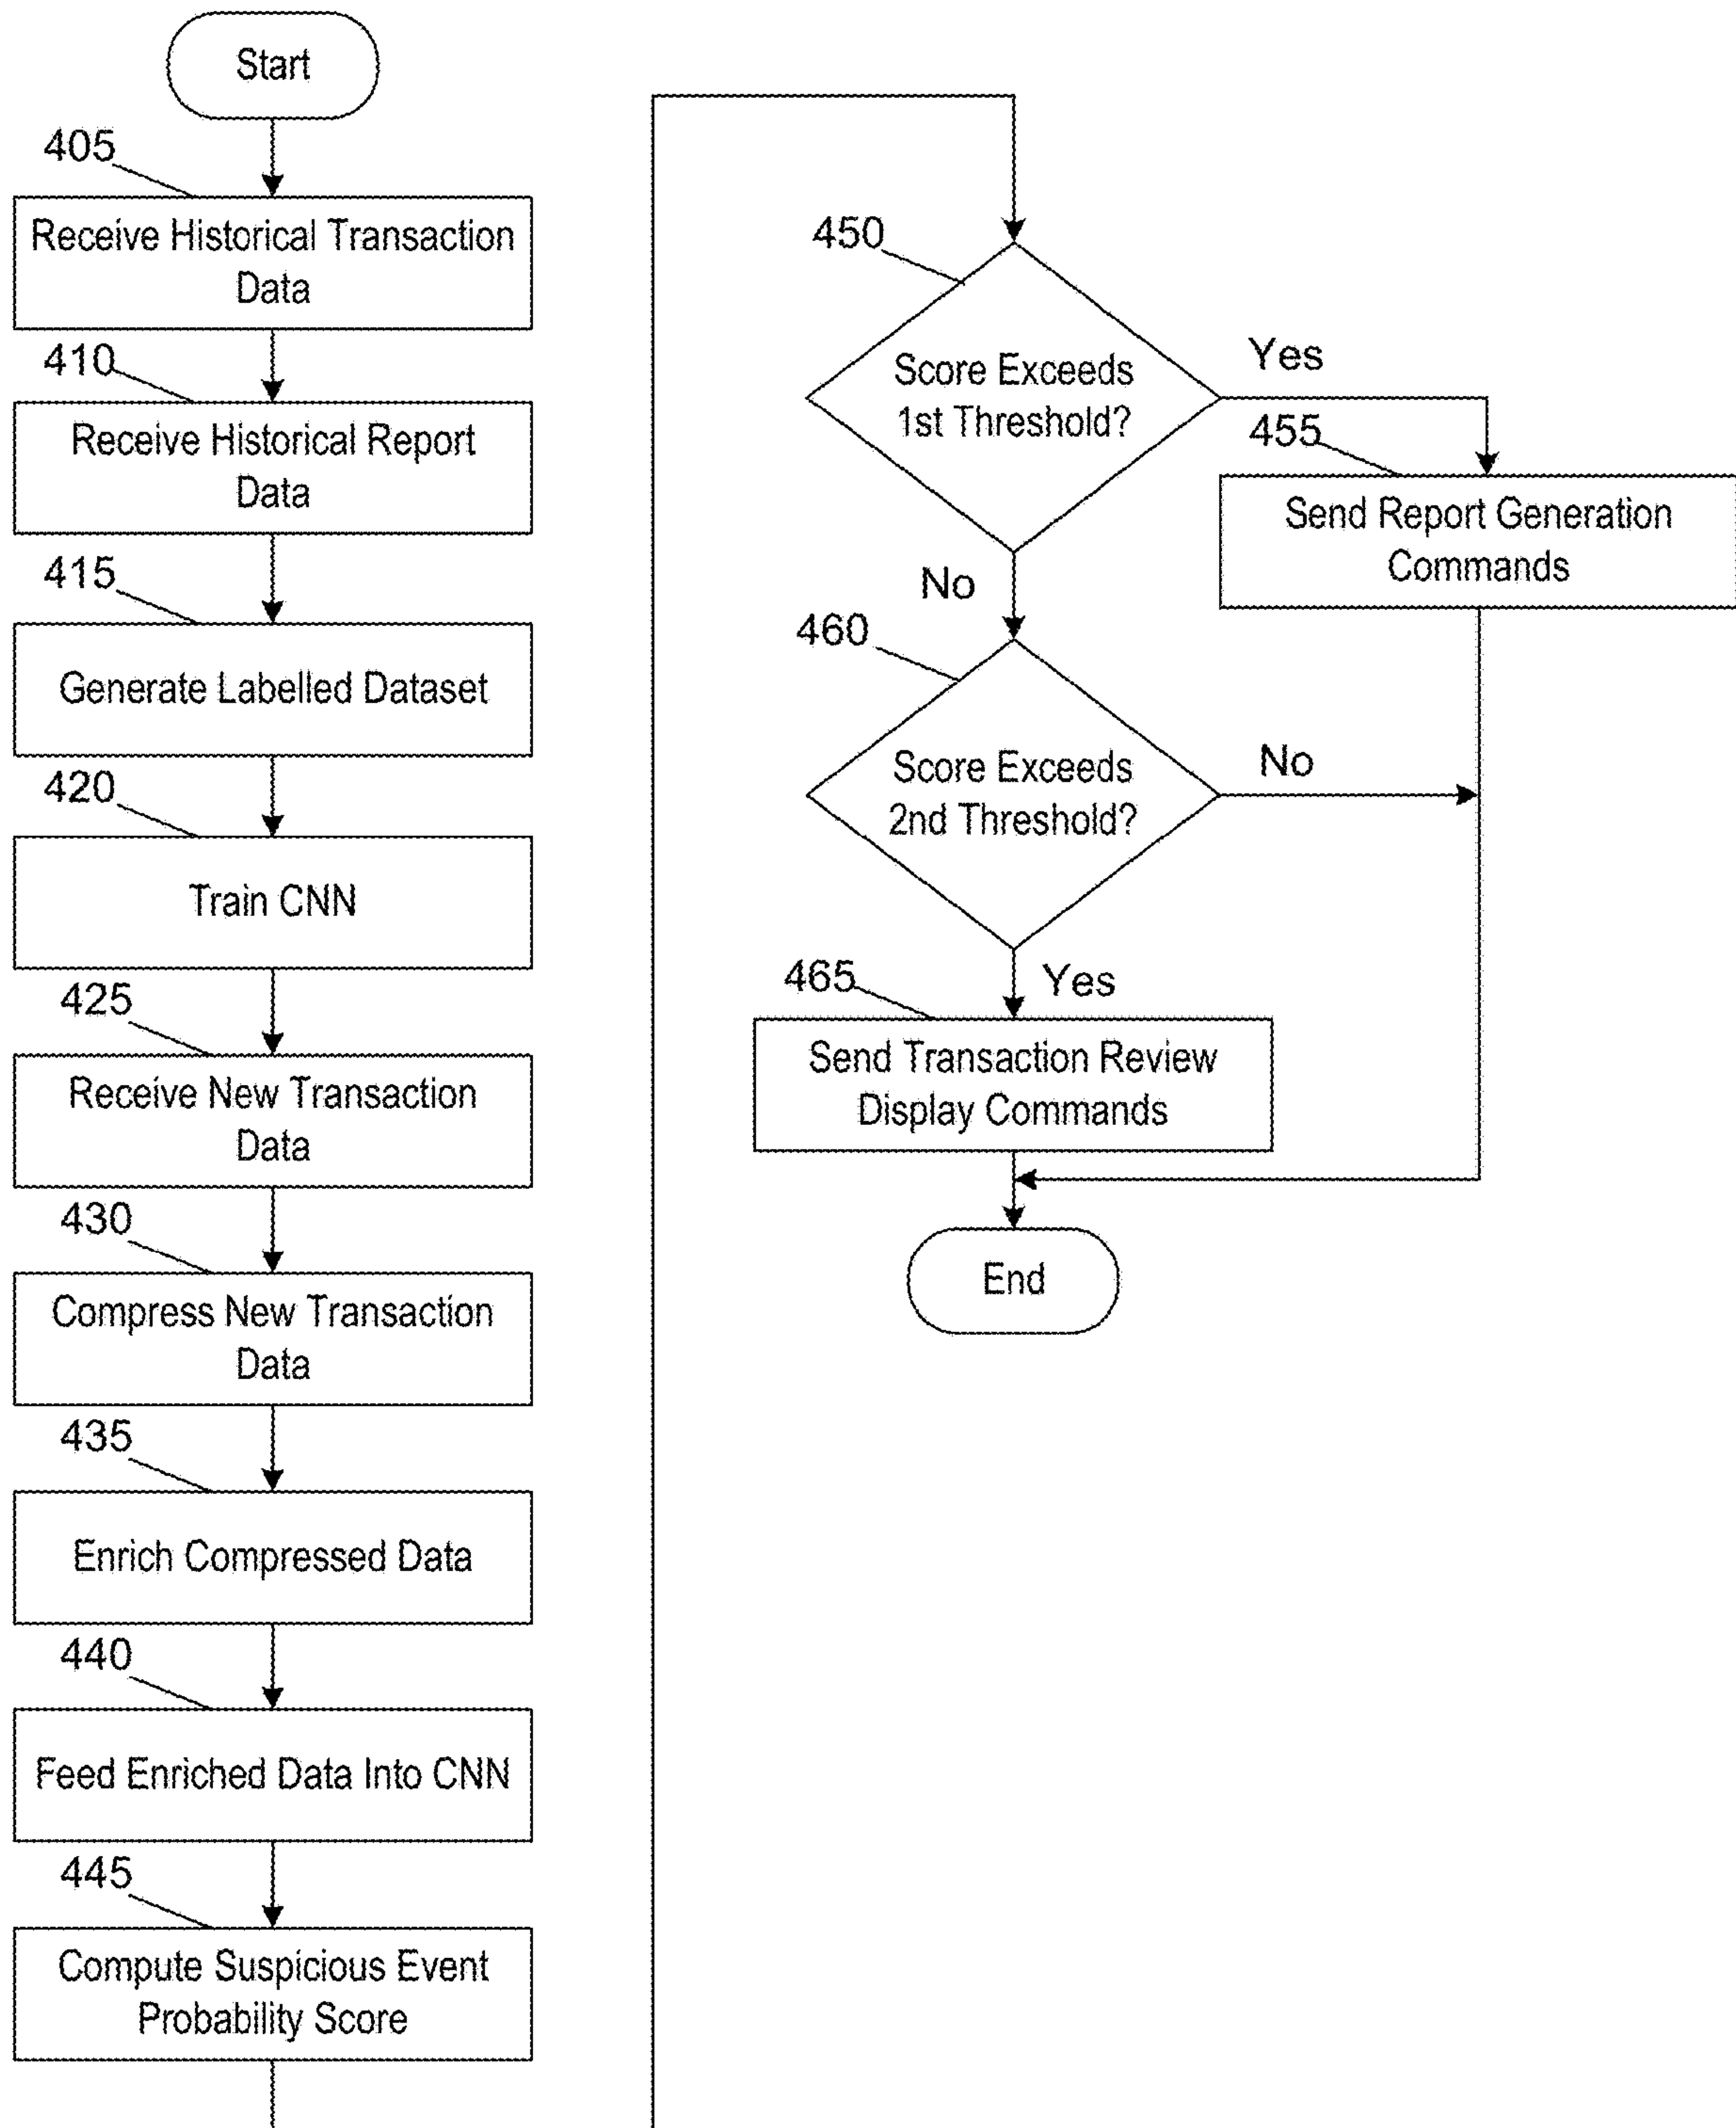 Start
405
Receive Historical Transaction
Data
410
Receive Historical Report
Data
415
Generate Labelled Dataset
420
Train CNN
425
Receive New Transaction
Data
430
Compress New Transaction
Data
435
Enrich Compressed Data
440
Feed Enriched Data Into CNN
445
Compute Suspicious Event
Probability Score
450
Score Exceeds
1st Threshold?
Yes
455
Send Report Generation
Commands
No
460
Score Exceeds
2nd Threshold?
No
Yes
465
Send Transaction Review
Display Commands
End